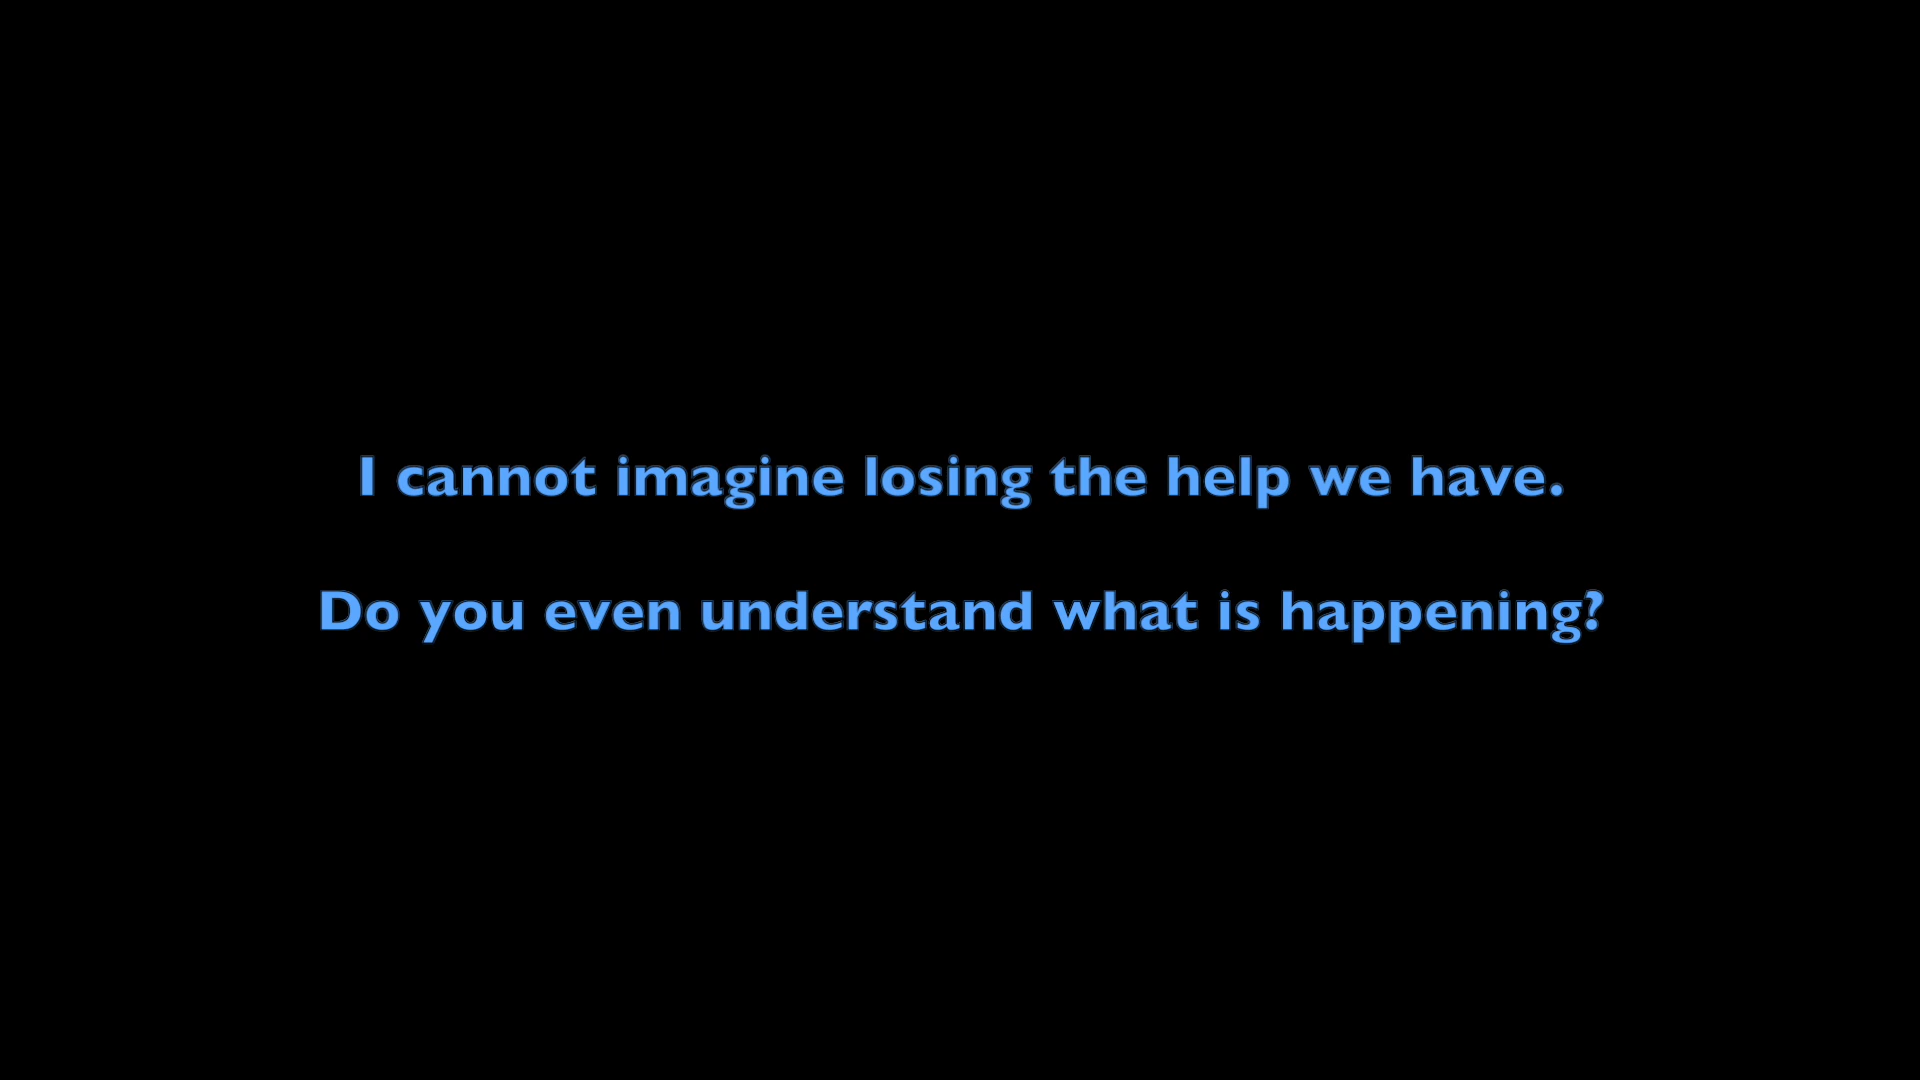 I cannot imagine losing the help we have.
Do you even understand what is happening?